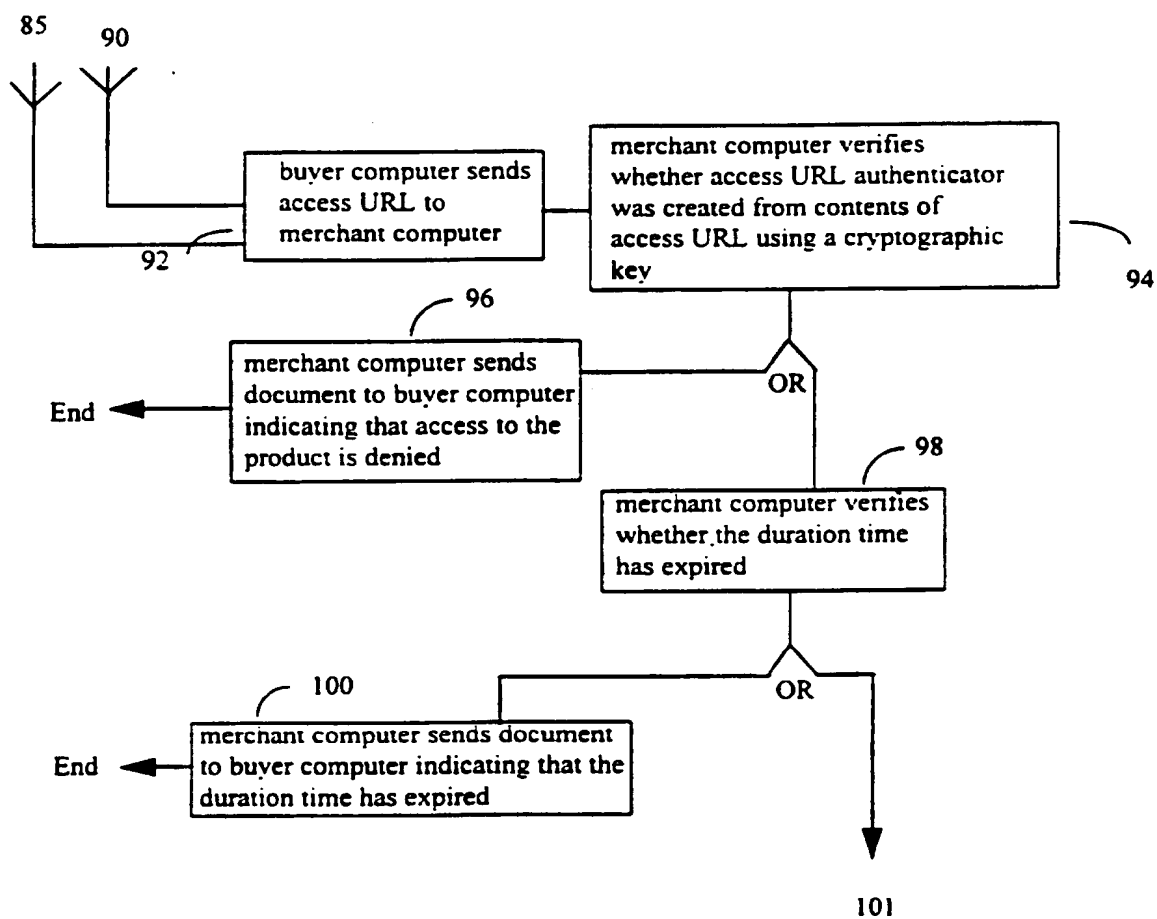 85
90
buyer computer sends
access URL to
merchant computer
92
merchant computer verifies
whether access URL authenticator
was created from contents of
access URL using a cryptographic
key
94
96
merchant computer sends
document to buyer computer
indicating that access to the
product is denied
End
OR
98
merchant computer verifies
whether the duration time
has expired
OR
100
merchant computer sends document
to buyer computer indicating that the
duration time has expired
End
101